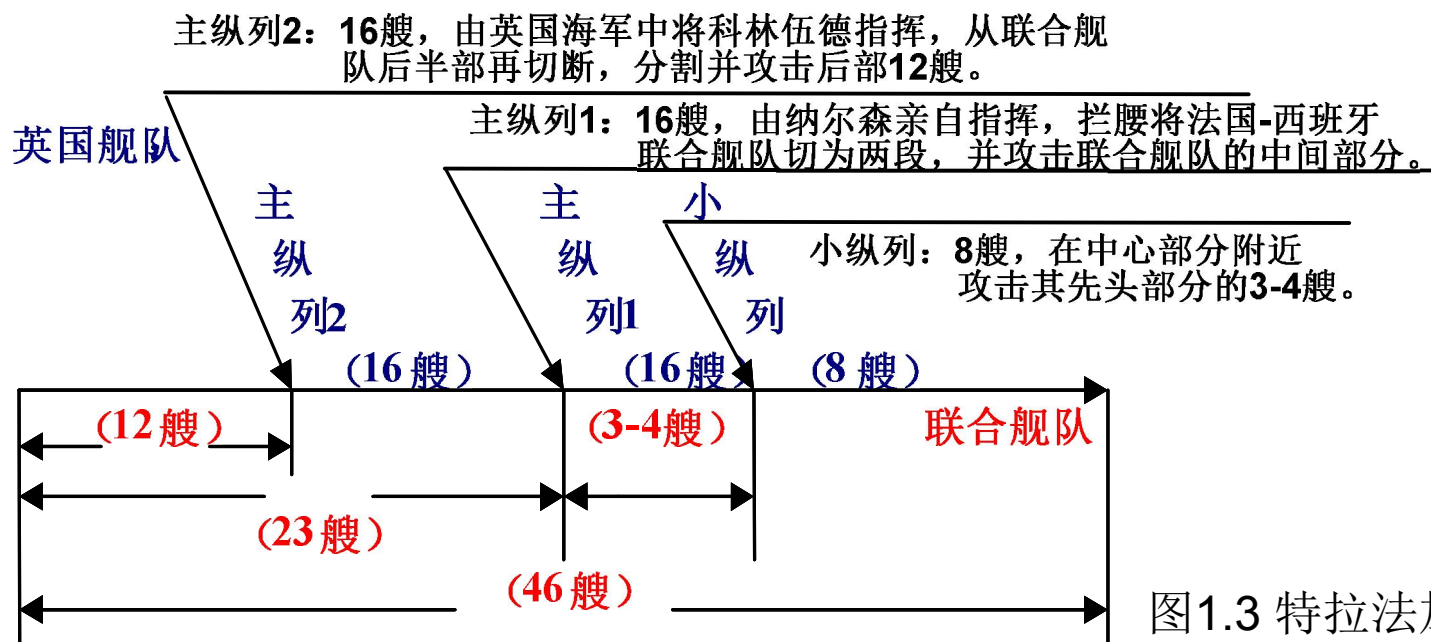 主纵列2：16艘，由英国海军中将科林伍德指挥，从联合舰
队后半部再切断，分割并攻击后部12艘。
主纵列1：16艘，由纳尔森亲自指挥，拦腰将法国-西班牙
联合舰队切为两段，并攻击联合舰队的中间部分。
英国舰队
主
纵
列2
主
纵
列1
小
纵
列
小纵列：8艘，在中心部分附近
攻击其先头部分的3-4艘。
(16艘)
(16艘)
(8艘)
(12艘)
(3-4艘)
联合舰队
(23艘)
(46艘)
图1.3 特拉法